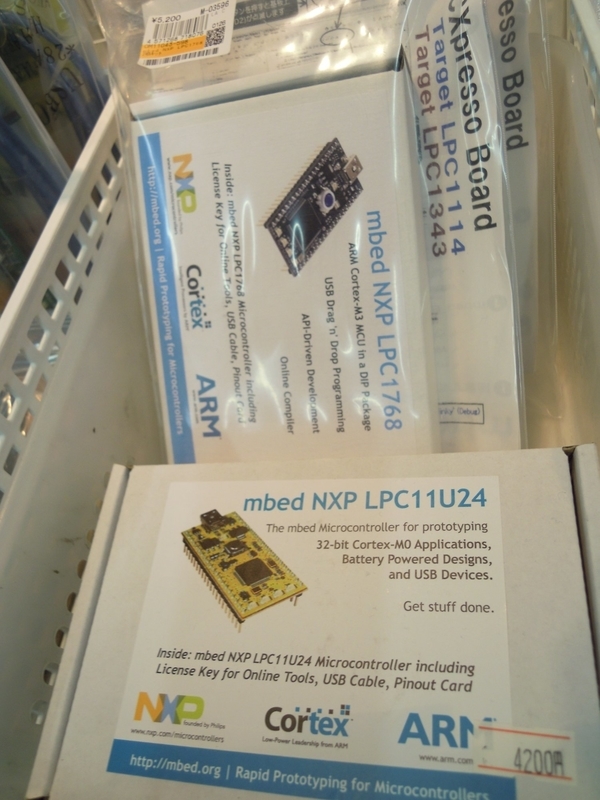 ¥5,200
M-03596
CXpresso Board
Target LPC1114
Target LPC1343
esso Board
mbed NXP LPC1768
ARM Cortex-M3 MCU in a DIP Package
USB Drag 'n' Drop Programming
API-Driven Development
Online Compiler
Inside: mbed NXP LPC1768 Microcontroller including
License Key for Online Tools, USB Cable, Pinout Card
NXP
Cortex
ARM
http://mbed.org | Rapid Prototyping for Microcontrollers
mbed NXP LPC11U24
The mbed Microcontroller for prototyping
32-bit Cortex-M0 Applications,
Battery Powered Designs,
and USB Devices.
Get stuff done.
Inside: mbed NXP LPC11U24 Microcontroller including
License Key for Online Tools, USB Cable, Pinout Card
NXP
founded by Philips
www.nxp.com/microcontrollers
Cortex
Low-Power Leadership from ARM
ARM
www.arm.com
4200円
http://mbed.org | Rapid Prototyping for Microcontrollers